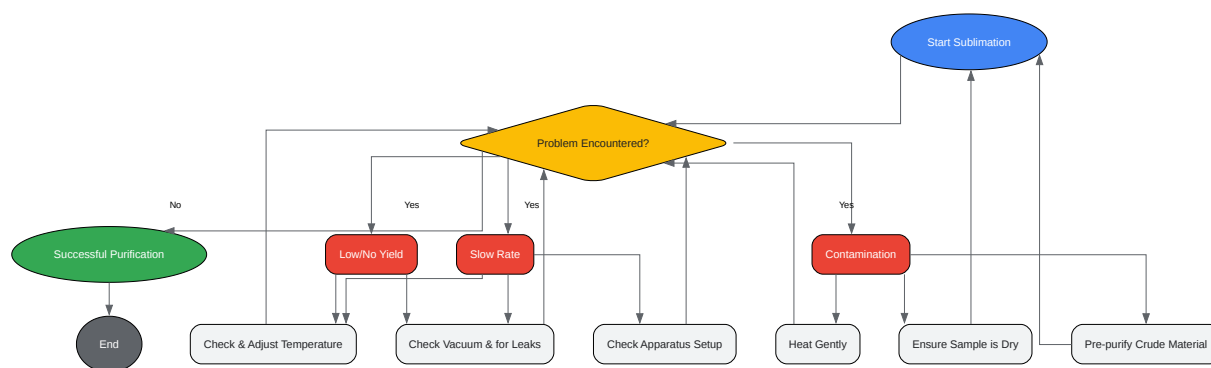 Start Sublimation
Problem Encountered?
No
Yes
Yes
Yes
Successful Purification
Low/No Yield
Slow Rate
Contamination
End
Check & Adjust Temperature
Check Vacuum & for Leaks
Check Apparatus Setup
Heat Gently
Ensure Sample is Dry
Pre-purify Crude Material